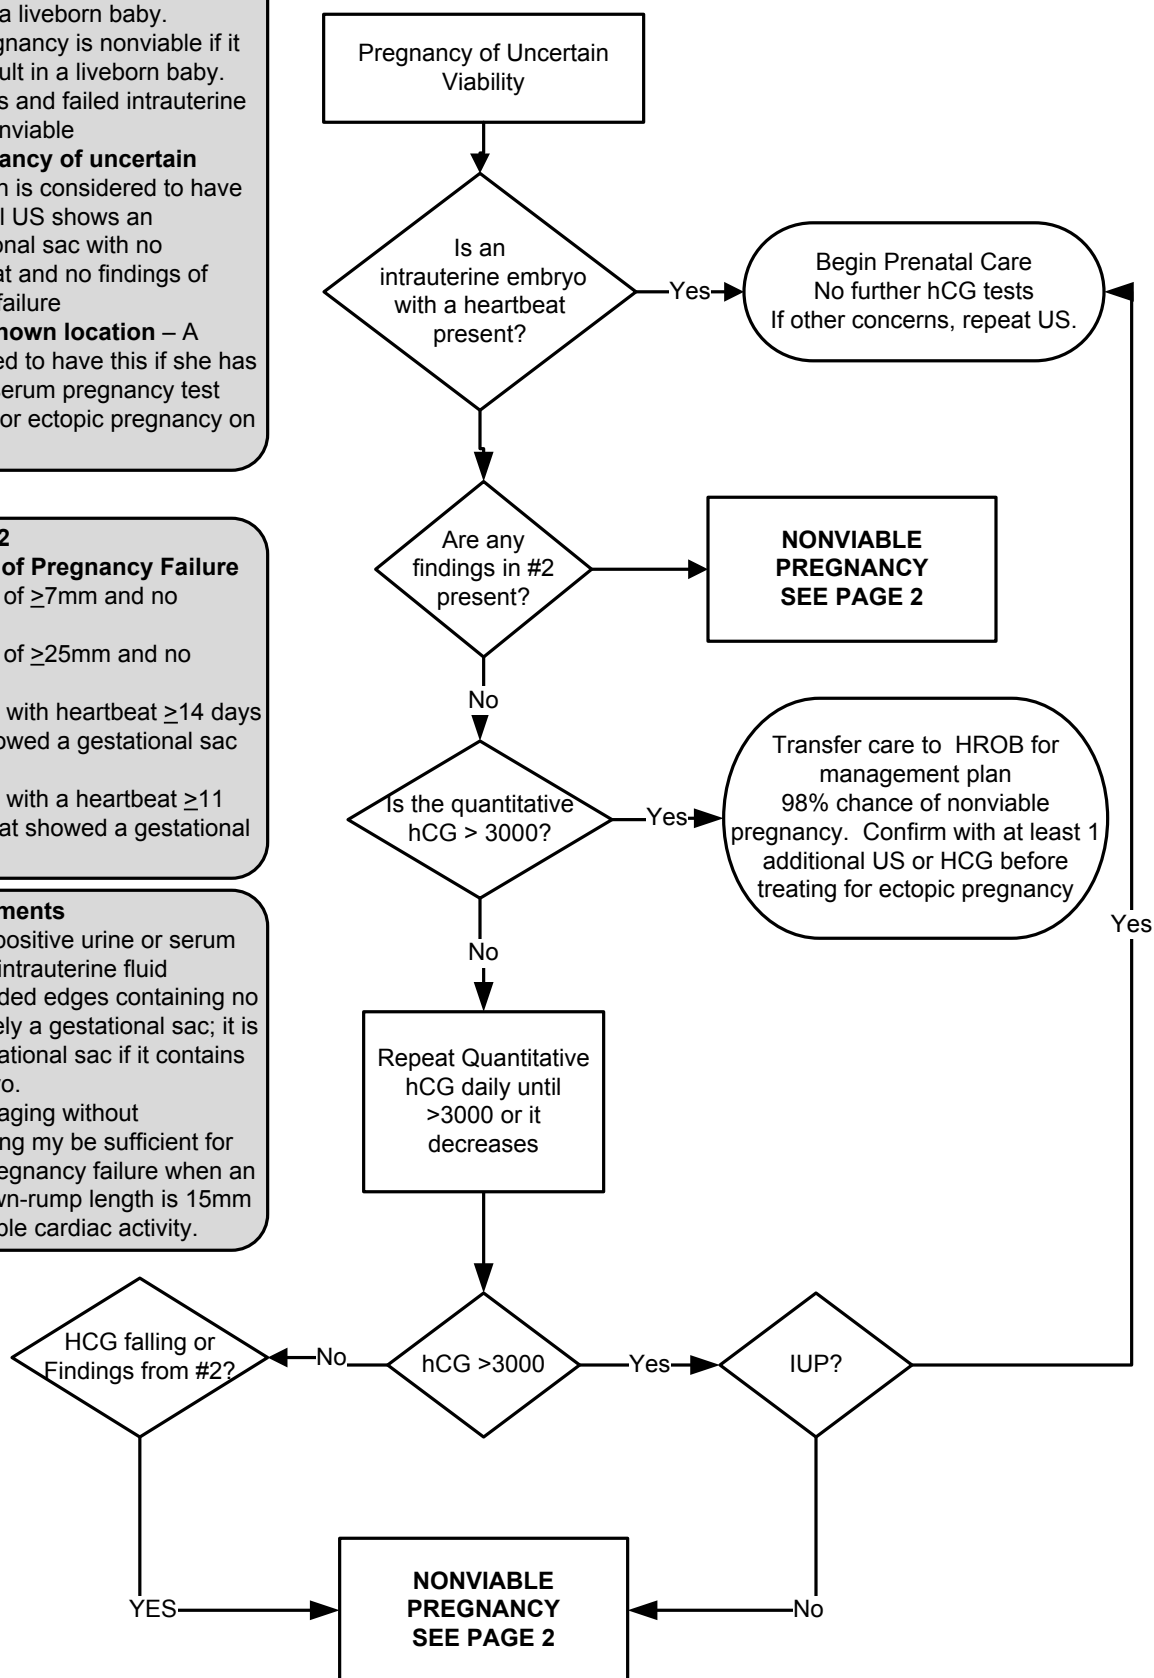 a liveborn baby.
gnancy is nonviable if it
sult in a liveborn baby.
s and failed intrauterine
nviable
ancy of uncertain
n is considered to have
l US shows an
onal sac with no
at and no findings of
failure
nown location – A
ed to have this if she has
serum pregnancy test
or ectopic pregnancy on
2
of Pregnancy Failure
of ≥7mm and no
of ≥25mm and no
with heartbeat ≥14 days
owed a gestational sac
with a heartbeat ≥11
at showed a gestational
ments
positive urine or serum
intrauterine fluid
ded edges containing no
ely a gestational sac; it is
ational sac if it contains
o.
aging without
ng my be sufficient for
egnancy failure when an
wn-rump length is 15mm
ble cardiac activity.
Pregnancy of Uncertain
Viability
Is an
intrauterine embryo
with a heartbeat
present?
Yes
Begin Prenatal Care
No further hCG tests
If other concerns, repeat US.
Are any
findings in #2
present?
NONVIABLE
PREGNANCY
SEE PAGE 2
No
Is the quantitative
hCG > 3000?
Yes
Transfer care to HROB for
management plan
98% chance of nonviable
pregnancy. Confirm with at least 1
additional US or HCG before
treating for ectopic pregnancy
Yes
No
Repeat Quantitative
hCG daily until
>3000 or it
decreases
HCG falling or
Findings from #2?
No
hCG >3000
Yes
IUP?
YES
NONVIABLE
PREGNANCY
SEE PAGE 2
No